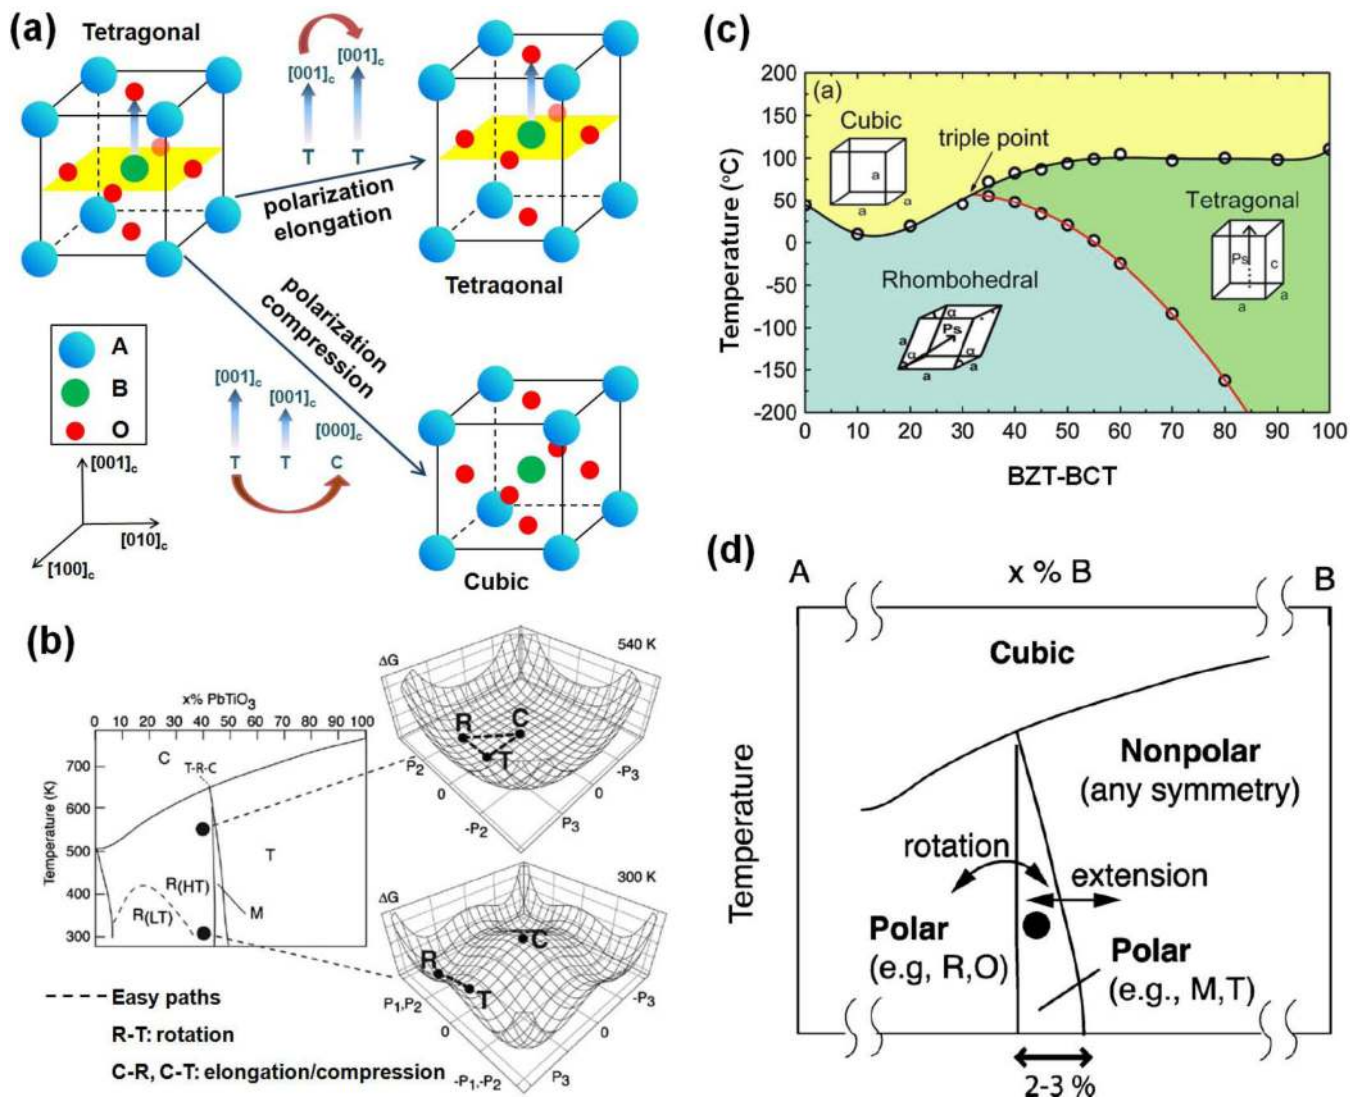 (a)
Tetragonal
[001]c
[001]c
T T
polarization
elongation
Tetragonal
polarization
compression
A
B
O
[001]c
[010]c
[100]c
[001]c
[001]c
[000]c
T T C
Cubic
(b)
x% PbTiO3
0 10 20 30 40 50 60 70 80 90 100
Temperature (K)
700
600
500
400
300
C
T-R-C
T
R(HT)
R(LT)
M
ΔG
540 K
R
C
T
P2
0
-P2
P3
0
-P3
ΔG
300 K
R
C
T
P1,P2
0
-P1,-P2
P3
0
-P3
Easy paths
R-T: rotation
C-R, C-T: elongation/compression
(c)
(a)
Temperature (°C)
200
150
100
50
0
-50
-100
-150
-200
Cubic
a
a
a
triple point
Tetragonal
Ps
c
a
a
Rhombohedral
α
Ps
a
α
α
a
a
0 10 20 30 40 50 60 70 80 90 100
BZT-BCT
(d)
A x % B B
Temperature
Cubic
Nonpolar
(any symmetry)
rotation
extension
Polar
(e.g, R,O)
Polar
(e.g., M,T)
2-3 %